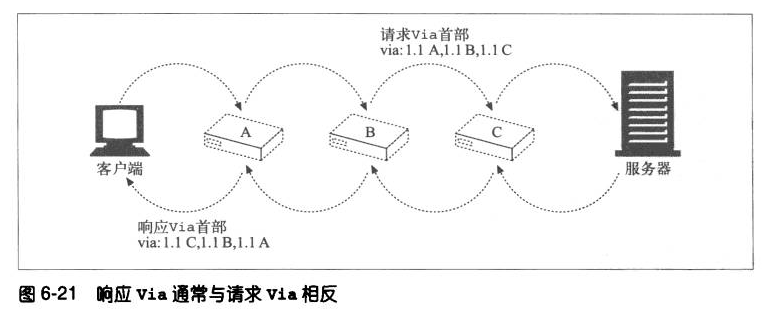 请求Via首部
via: 1.1 A,1.1 B,1.1 C
A
B
C
客户端
服务器
响应Via首部
via: 1.1 C,1.1 B,1.1 A
图 6-21 响应 Via 通常与请求 Via 相反